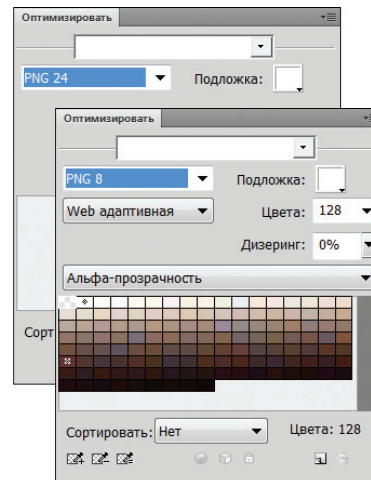 Оптимизировать
PNG 24
Подложка:
Сорт
Оптимизировать
PNG 8
Подложка:
Web адаптивная
Цвета: 128
Дизеринг: 0%
Альфа-прозрачность
Сортировать: Нет
Цвета: 128